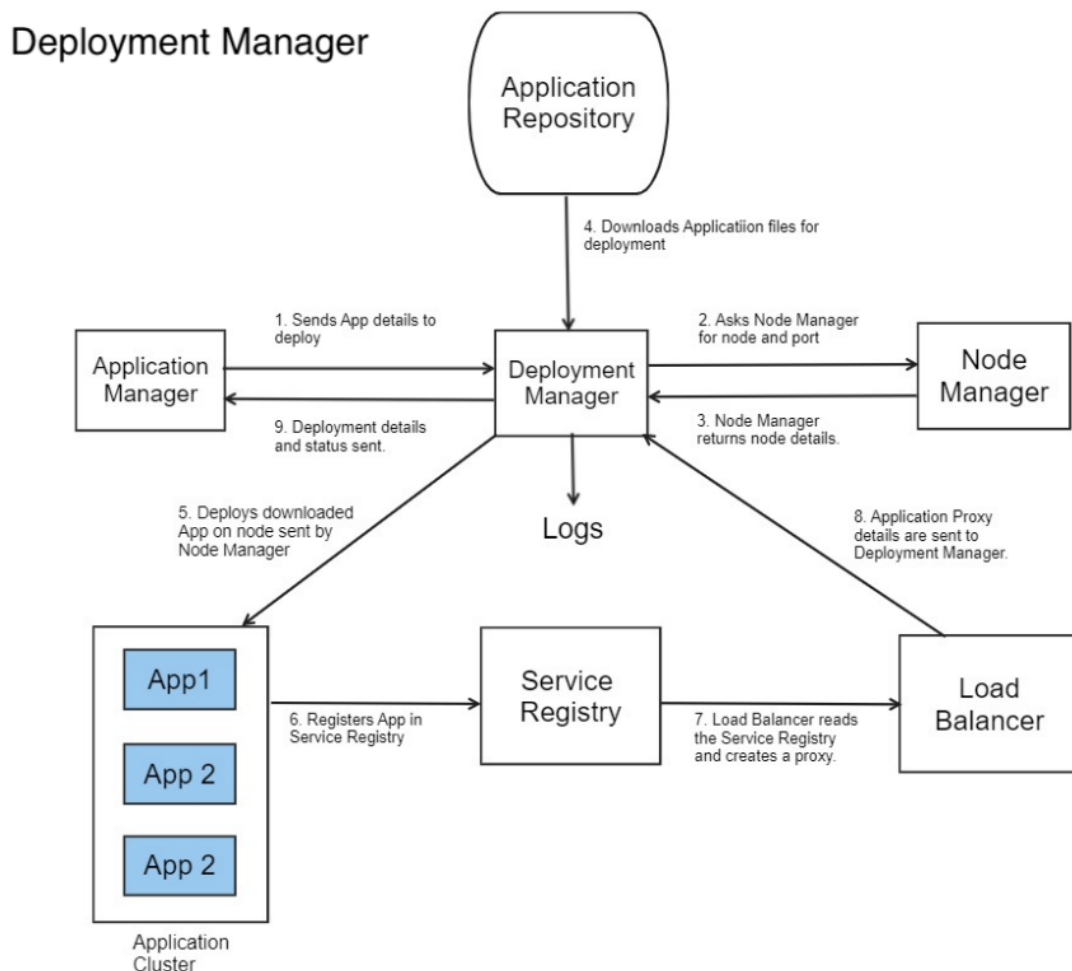 Deployment Manager
Application
Repository
4. Downloads Applicatiion files for
deployment
1. Sends App details to
deploy
2. Asks Node Manager
for node and port
Application
Manager
Deployment
Manager
Node
Manager
9. Deployment details
and status sent.
3. Node Manager
returns node details.
5. Deploys downloaded
App on node sent by
Node Manager
Logs
8. Application Proxy
details are sent to
Deployment Manager.
App1
App 2
App 2
6. Registers App in
Service Registry
Service
Registry
7. Load Balancer reads
the Service Registry
and creates a proxy.
Load
Balancer
Application
Cluster